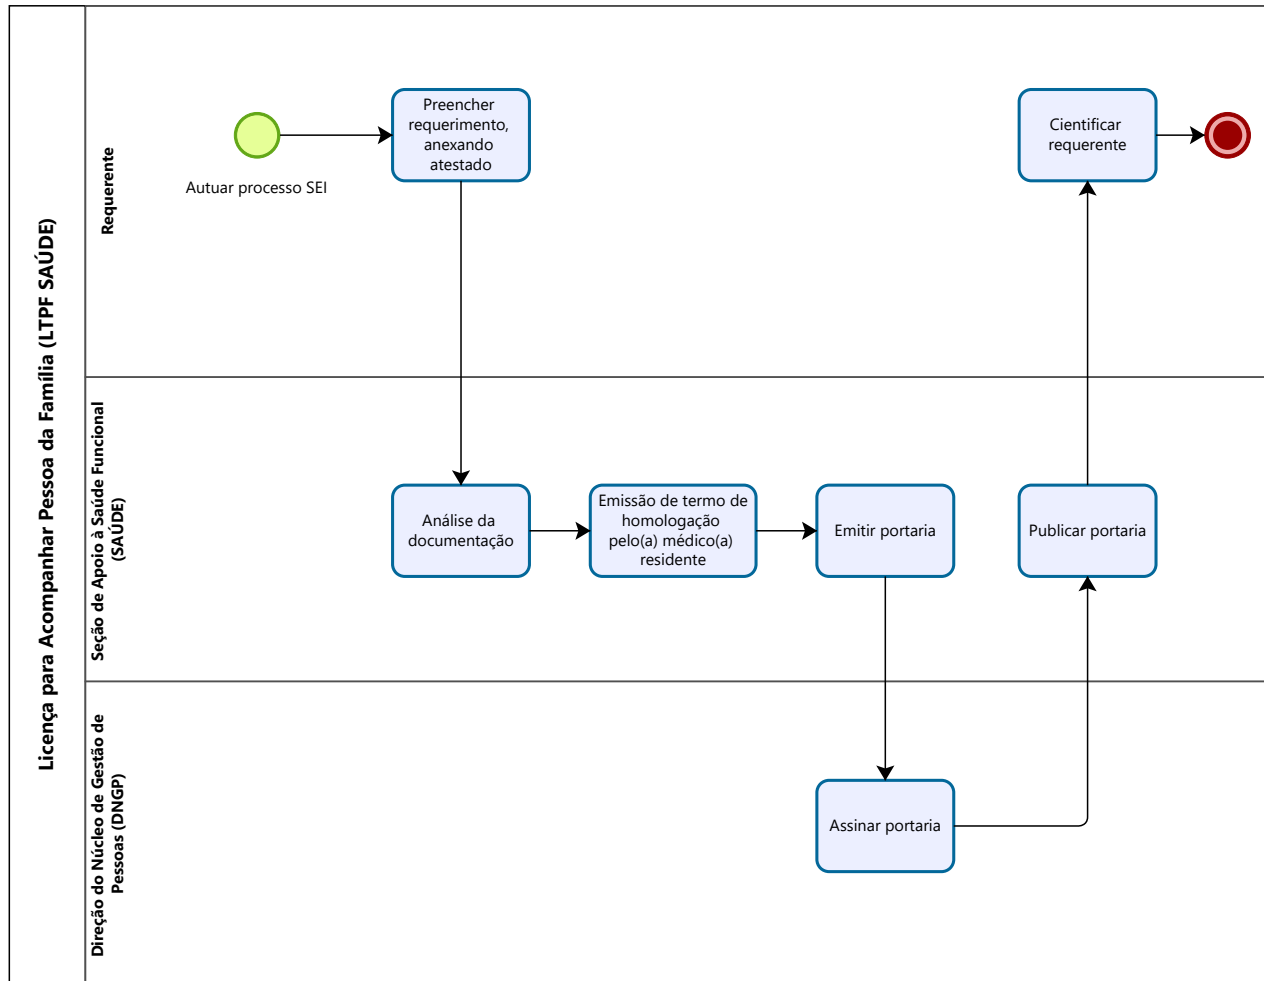 Licença para Acompanhar Pessoa da Família (LTPF SAÚDE)
Requerente
Autuar processo SEI
Preencher
requerimento,
anexando
atestado
Cientificar
requerente
Seção de Apoio à Saúde Funcional
(SAÚDE)
Análise da
documentação
Emissão de termo de
homologação
pelo(a) médico(a)
residente
Emitir portaria
Publicar portaria
Direção do Núcleo de Gestão de
Pessoas (DNGP)
Assinar portaria